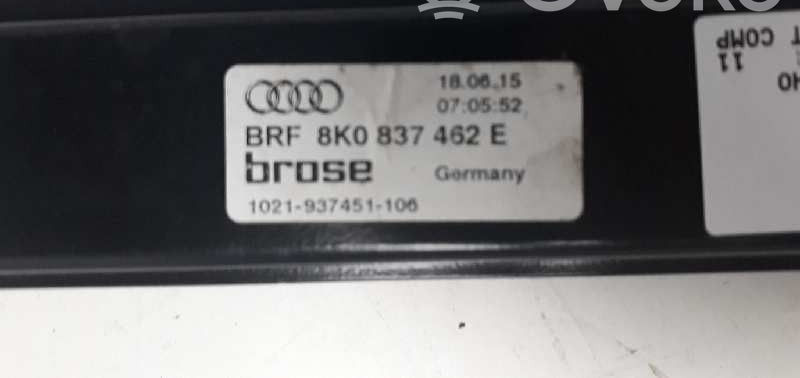 18.06.15
07:05:52
BRF 8K0 837 462 E
brose Germany
1021-937451-106
T COMP
11